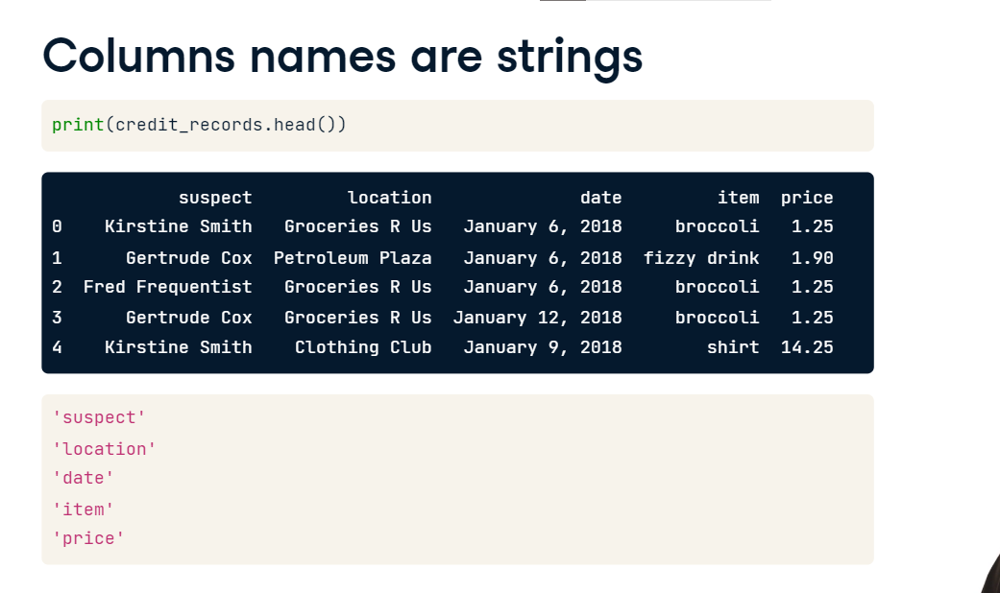 Columns names are strings
print(credit_records.head())
suspect location date item price
0 Kirstine Smith Groceries R Us January 6, 2018 broccoli 1.25
1 Gertrude Cox Petroleum Plaza January 6, 2018 fizzy drink 1.90
2 Fred Frequentist Groceries R Us January 6, 2018 broccoli 1.25
3 Gertrude Cox Groceries R Us January 12, 2018 broccoli 1.25
4 Kirstine Smith Clothing Club January 9, 2018 shirt 14.25
'suspect'
'location'
'date'
'item'
'price'